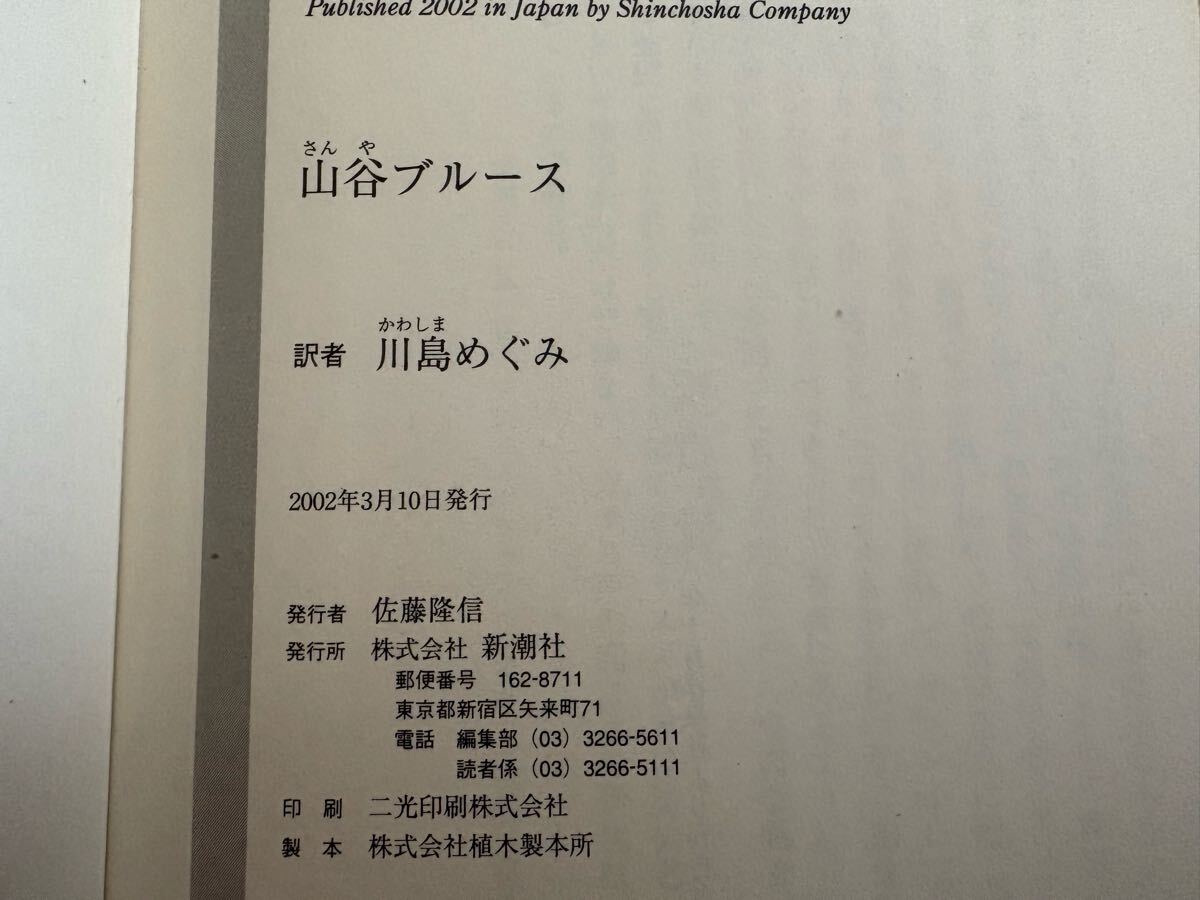 Published 2002 in Japan by Shinchosha Company
さんや
山谷ブルース
かわしま
訳者 川島めぐみ
2002年3月10日発行
発行者 佐藤隆信
発行所 株式会社 新潮社
郵便番号 162-8711
東京都新宿区矢来町71
電話 編集部 (03) 3266-5611
読者係 (03) 3266-5111
印刷 二光印刷株式会社
製本 株式会社植木製本所